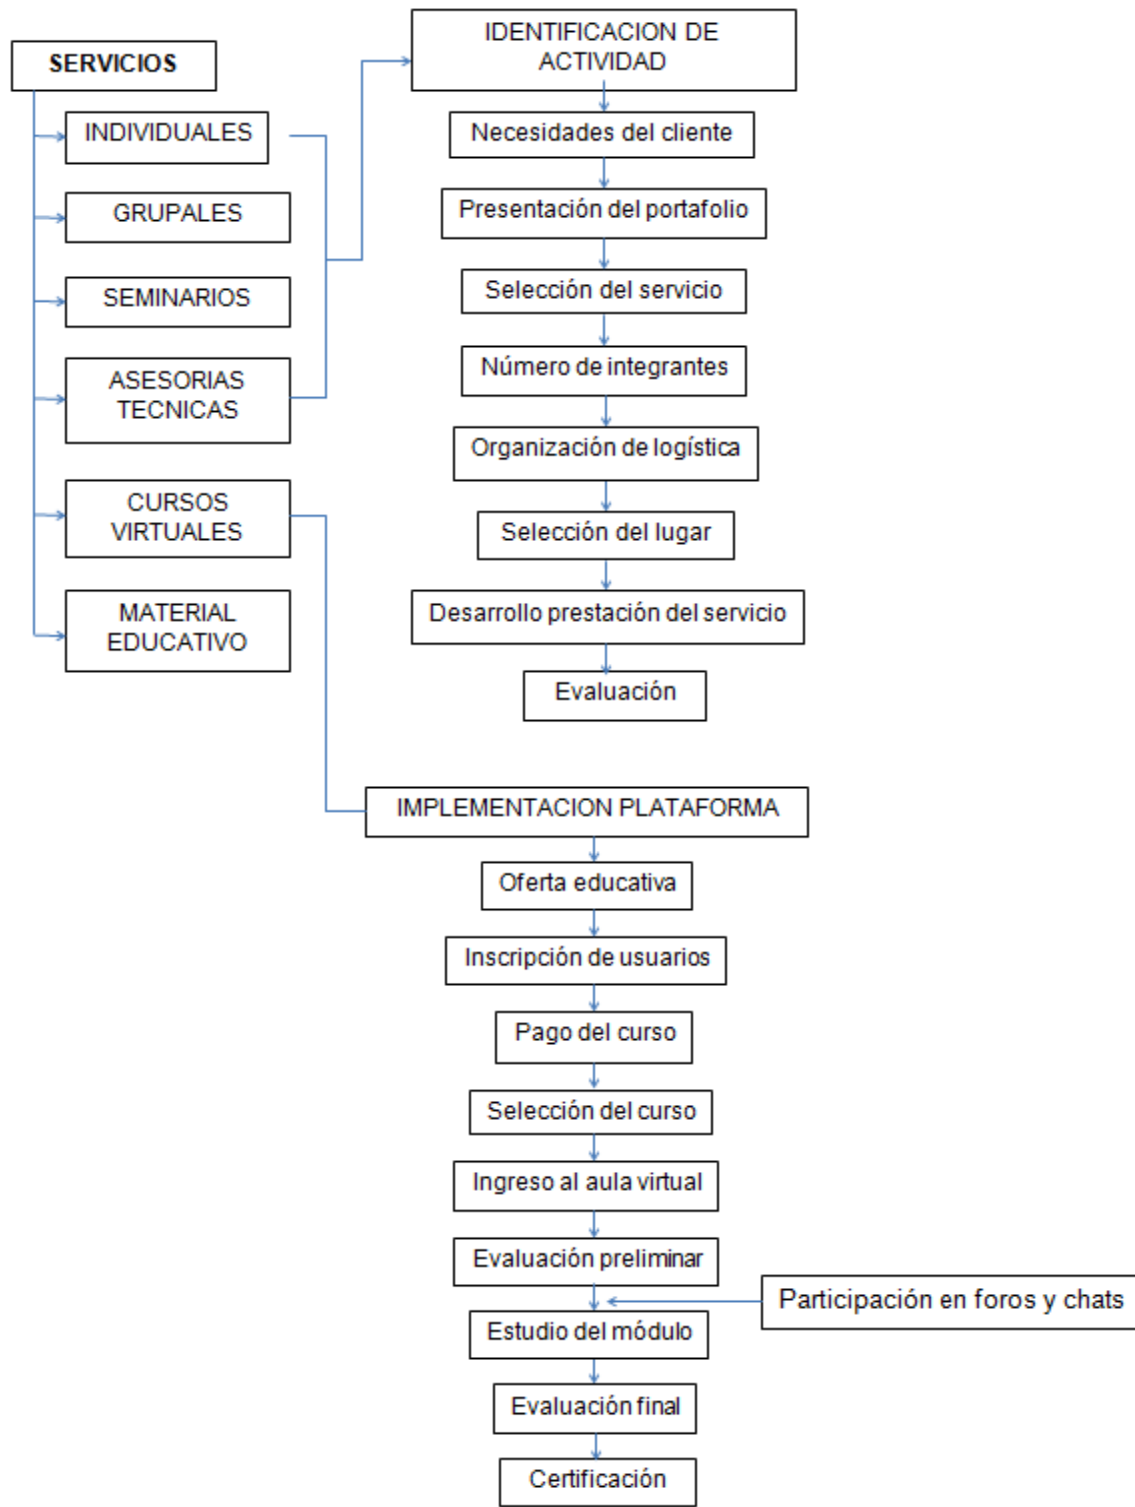 SERVICIOS
INDIVIDUALES
GRUPALES
SEMINARIOS
ASESORIAS
TECNICAS
CURSOS
VIRTUALES
MATERIAL
EDUCATIVO
IDENTIFICACION DE
ACTIVIDAD
Necesidades del cliente
Presentación del portafolio
Selección del servicio
Número de integrantes
Organización de logística
Selección del lugar
Desarrollo prestación del servicio
Evaluación
IMPLEMENTACION PLATAFORMA
Oferta educativa
Inscripción de usuarios
Pago del curso
Selección del curso
Ingreso al aula virtual
Evaluación preliminar
Participación en foros y chats
Estudio del módulo
Evaluación final
Certificación